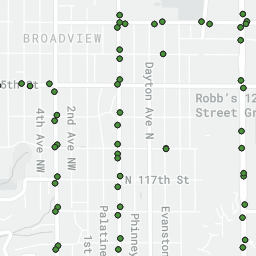 BROADVIEW
5th St
Robb's 12
Street Gr
Dayton Ave N
4th Ave NW
2nd Ave NW
N 117th St
Palatine
Phinney
Evanston
1st